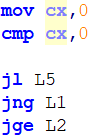 mov cx,0
cmp cx,0
jl L5
jng L1
jge L2